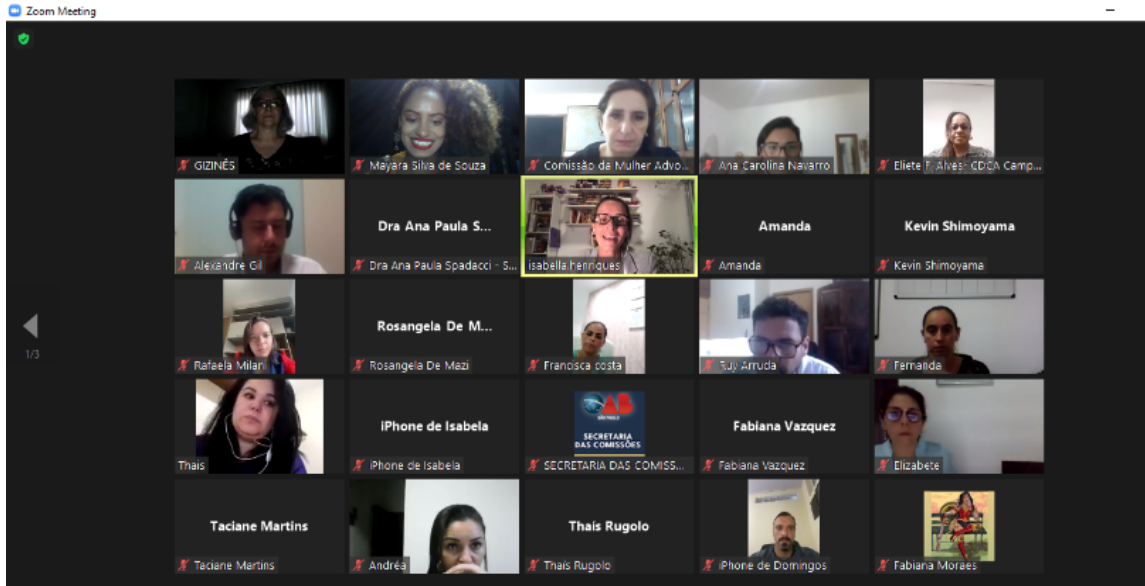 Zoom Meeting
GIZINÊS
Mayara Silva de Souza
Comissão da Mulher Advo...
Ana Carolina Navarro
Eliete F. Alves- CDCA Camp...
Alexandre Gil
Dra Ana Paula S...
Dra Ana Paula Spadacci - S...
isabella henriques
Amanda
Amanda
Kevin Shimoyama
Kevin Shimoyama
1/3
Rafaela Milani
Rosangela De M...
Rosangela De Mazi
Francisca costa
Ruy Arruda
Fernanda
Thais
iPhone de Isabela
iPhone de Isabela
OAB
SÃO PAULO
SECRETARIA
DAS COMISSÕES
SECRETARIA DAS COMISS...
Fabiana Vazquez
Fabiana Vazquez
Elizabete
Taciane Martins
Taciane Martins
Andréa
Thaís Rugolo
Thaís Rugolo
iPhone de Domingos
Fabiana Moraes